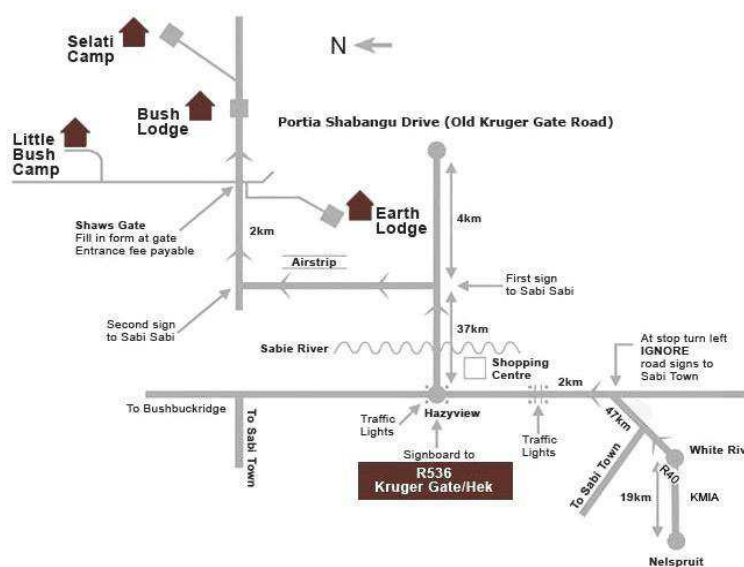 Selati
Camp
N
Bush
Lodge
Portia Shabangu Drive (Old Kruger Gate Road)
Little
Bush
Camp
4km
Shaws Gate
Fill in form at gate
Entrance fee payable
2km
Earth
Lodge
Airstrip
First sign
to Sabi Sabi
Second sign
to Sabi Sabi
37km
Sabie River
At stop turn left
IGNORE
road signs to
Sabi Town
Shopping
Centre
2km
To Bushbuckridge
Traffic
Lights
Hazyview
Traffic
Lights
47km
To Sabi Town
Signboard to
R536
Kruger Gate/Hek
To Sabi Town
White Riv
R40
19km
KMIA
Nelspruit